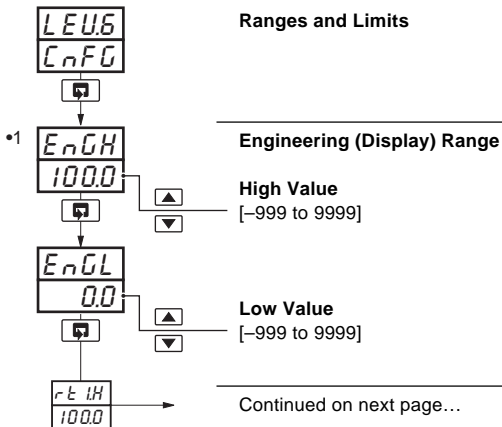 LEV.6
CnFG
Ranges and Limits
•1
EnGH
100.0
Engineering (Display) Range
High Value
[–999 to 9999]
EnGL
0.0
Low Value
[–999 to 9999]
rt 1.H
100.0
Continued on next page…